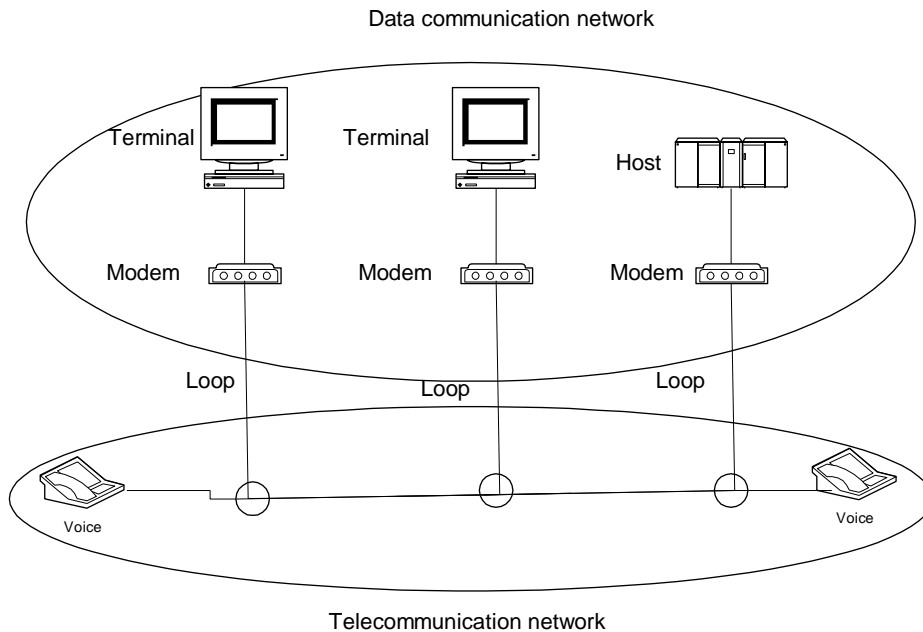 Data communication network
Terminal
Terminal
Host
Modem
Modem
Modem
Loop
Loop
Loop
Voice
Voice
Telecommunication network